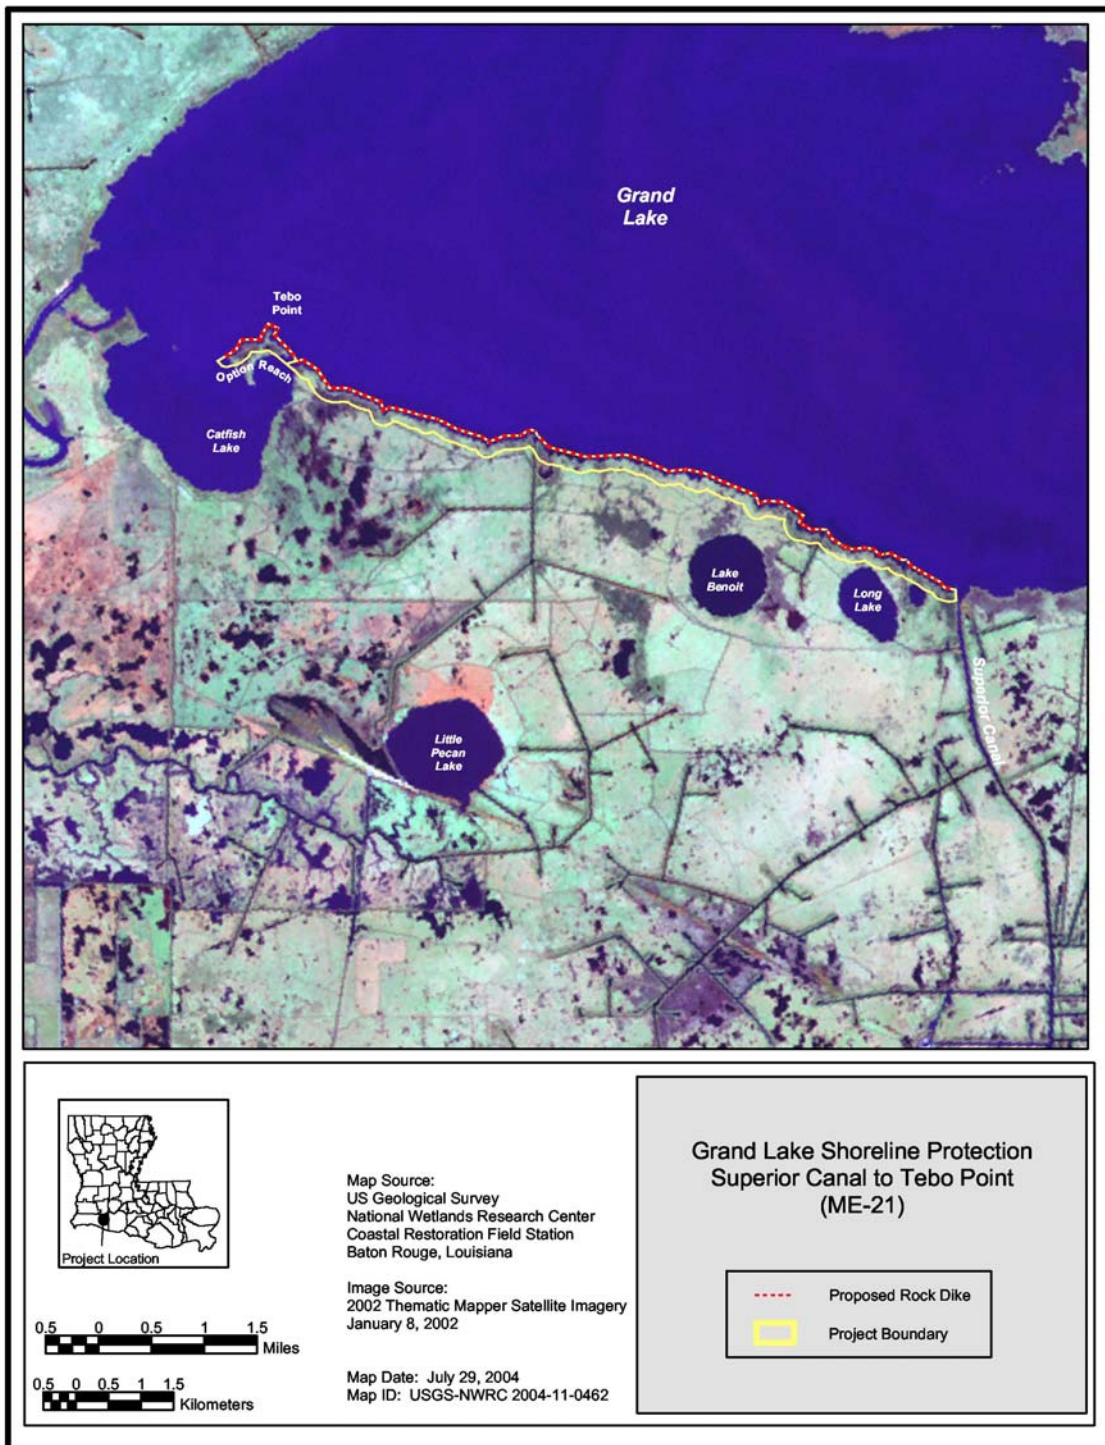 Grand
Lake
Tebo
Point
Option Reach
Catfish
Lake
Lake
Benoit
Long
Lake
Superior Canal
Little
Pecan
Lake
Project Location
0.5 0 0.5 1 1.5
Miles
0.5 0 0.5 1 1.5
Kilometers
Map Source:
US Geological Survey
National Wetlands Research Center
Coastal Restoration Field Station
Baton Rouge, Louisiana
Image Source:
2002 Thematic Mapper Satellite Imagery
January 8, 2002
Map Date: July 29, 2004
Map ID: USGS-NWRC 2004-11-0462
Grand Lake Shoreline Protection
Superior Canal to Tebo Point
(ME-21)
Proposed Rock Dike
Project Boundary